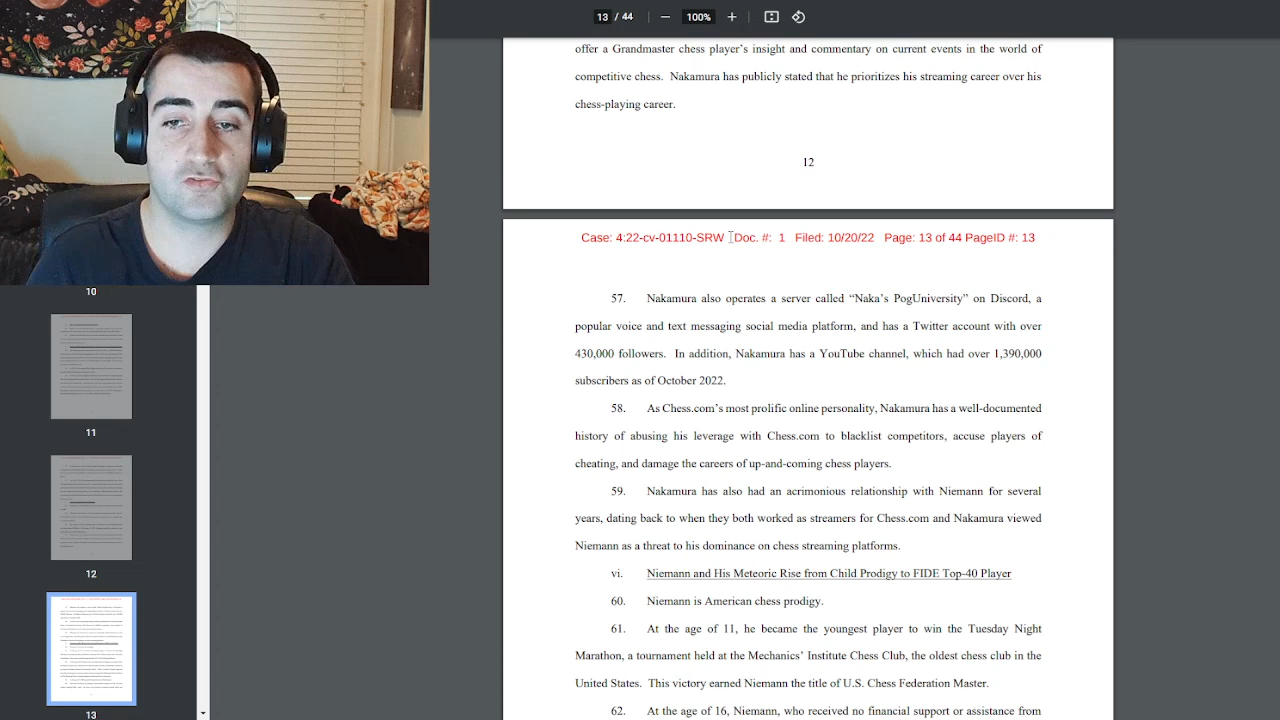 13 / 44
100%
offer a Grandmaster chess player's insight and commentary on current events in the world of
competitive chess. Nakamura has publicly stated that he prioritizes his streaming career over his
chess-playing career.
12
Case: 4:22-cv-01110-SRW Doc. #: 1 Filed: 10/20/22 Page: 13 of 44 PageID #: 13
57. Nakamura also operates a server called “Naka’s PogUniversity” on Discord, a
popular voice and text messaging social media platform, and has a Twitter account with over
430,000 followers. In addition, Nakamura has a YouTube channel, which had over 1,390,000
subscribers as of October 2022.
58. As Chess.com’s most prolific online personality, Nakamura has a well-documented
history of abusing his leverage with Chess.com to blacklist competitors, accuse players of
cheating, and damage the careers of up-and-coming chess players.
59. Nakamura has also had an acrimonious relationship with Niemann for several
years, dating back to when they both were streamers for Chess.com and Nakamura viewed
Niemann as a threat to his dominance on chess streaming platforms.
vi. Niemann and His Meteoric Rise from Child Prodigy to FIDE Top-40 Player
60. Niemann is American chess prodigy.
61. At age 11, Niemann became the youngest ever to win a Tuesday Night
Marathon a tournament at the Mechanics’ Institute Chess Club, the oldest chess club in the
United States. This victory earned Niemann the title of U.S. Chess Federation Master.
62. At the age of 16, Niemann, who received no financial support or assistance from
10
11
12
13